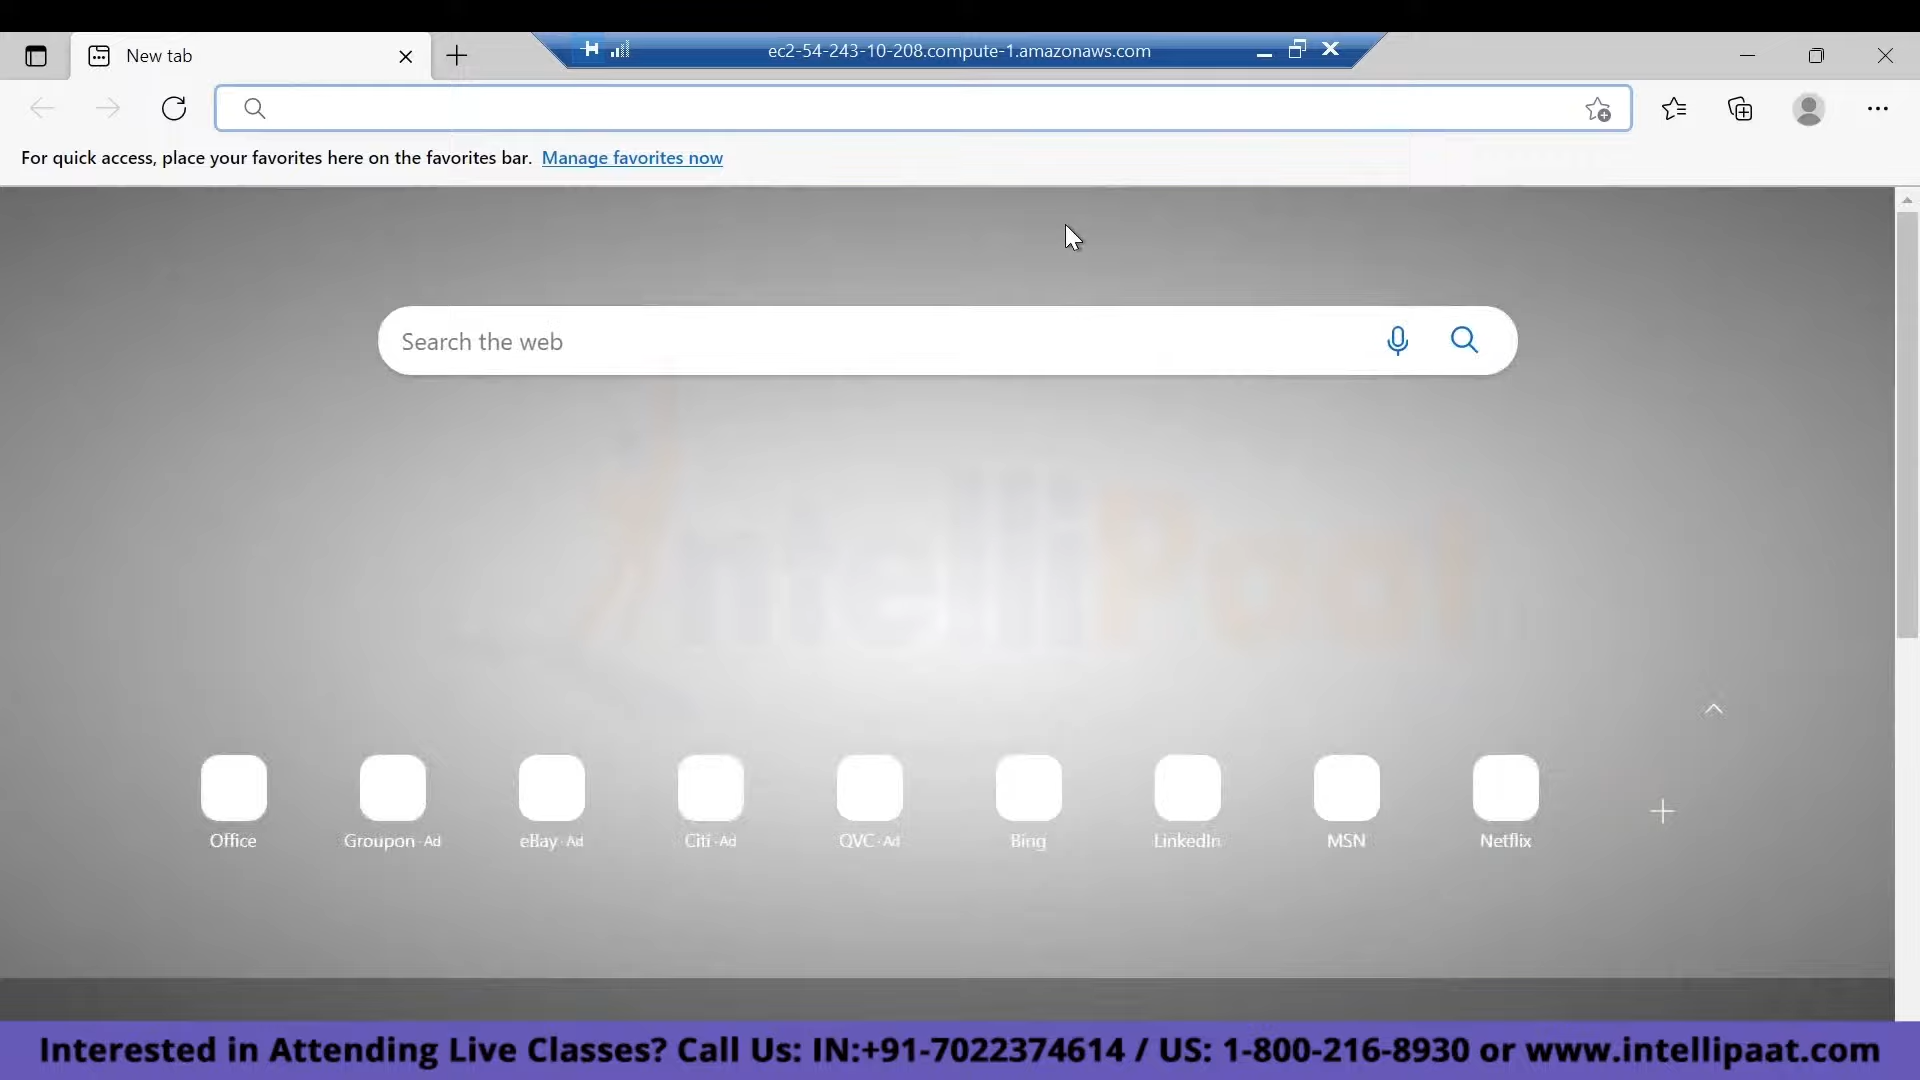 New tab
ec2-54-243-10-208.compute-1.amazonaws.com
For quick access, place your favorites here on the favorites bar. Manage favorites now
Search the web
IntelliPaat
Office
Groupon · Ad
eBay · Ad
Citi · Ad
QVC · Ad
Bing
LinkedIn
MSN
Netflix
Interested in Attending Live Classes? Call Us: IN:+91-7022374614 / US: 1-800-216-8930 or www.intellipaat.com